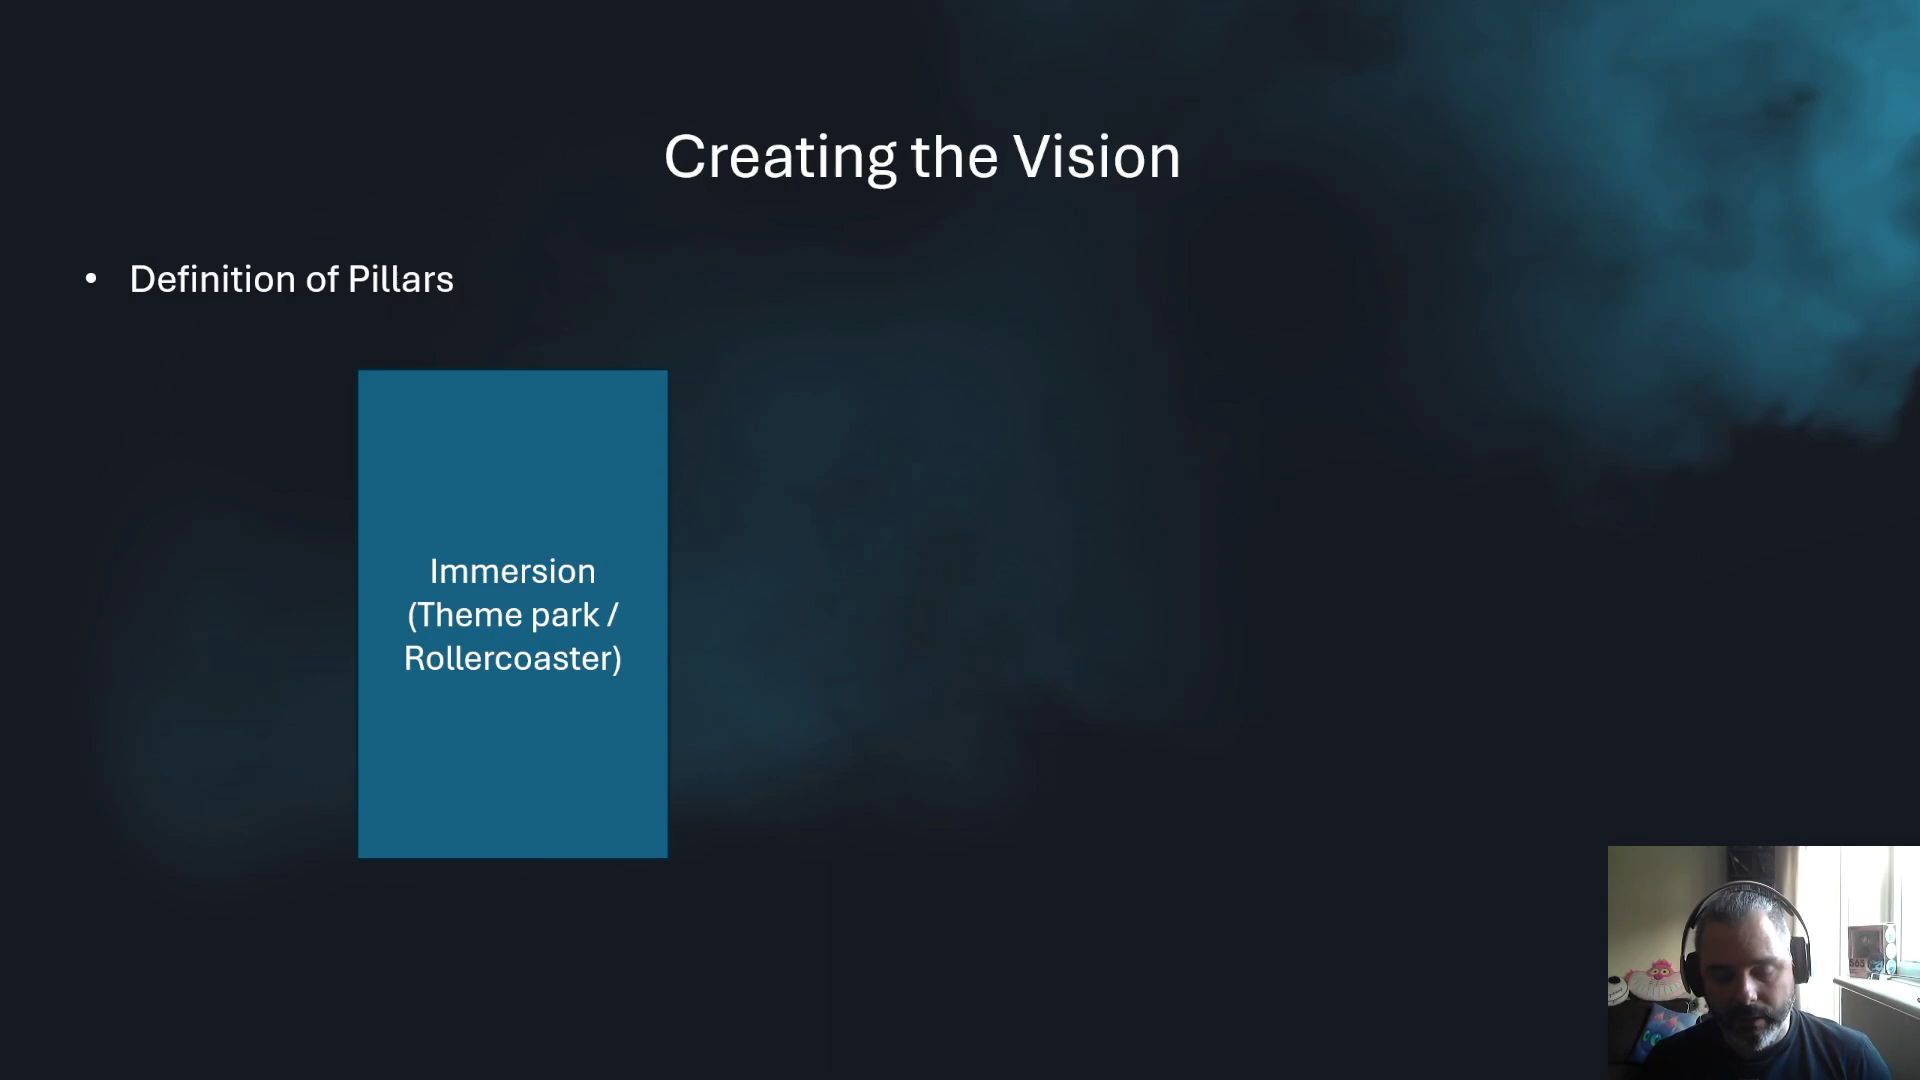 Creating the Vision
• Definition of Pillars
Immersion
(Theme park /
Rollercoaster)